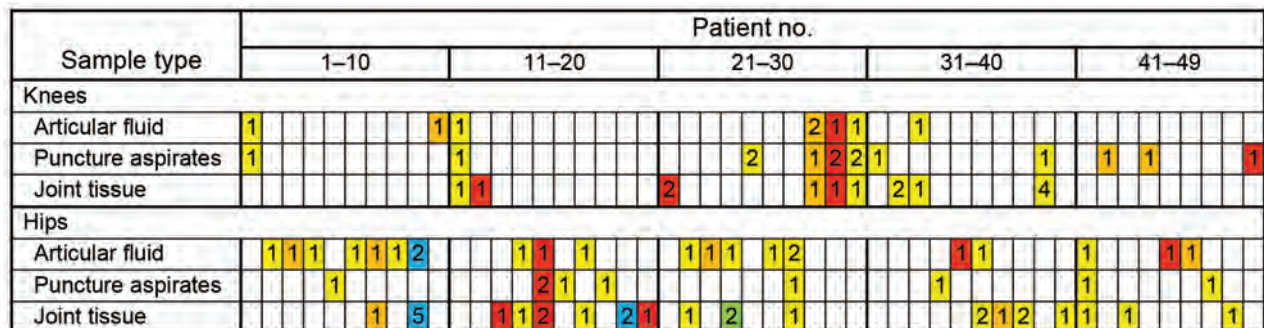 Patient no.
Sample type 1–10 11–20 21–30 31–40 41–49
Knees
Articular fluid 1 1 1 2 1 1 1
Puncture aspirates 1 1 2 1 2 2 1 1 1 1 1
Joint tissue 1 1 2 1 1 1 2 1 4
Hips
Articular fluid 1 1 1 1 1 1 2 1 1 1 1 1 1 1 2 1 1 1 1 1
Puncture aspirates 1 2 1 1 1 1 1 1
Joint tissue 1 5 1 1 2 1 2 1 1 2 1 2 1 2 1 1 1 1